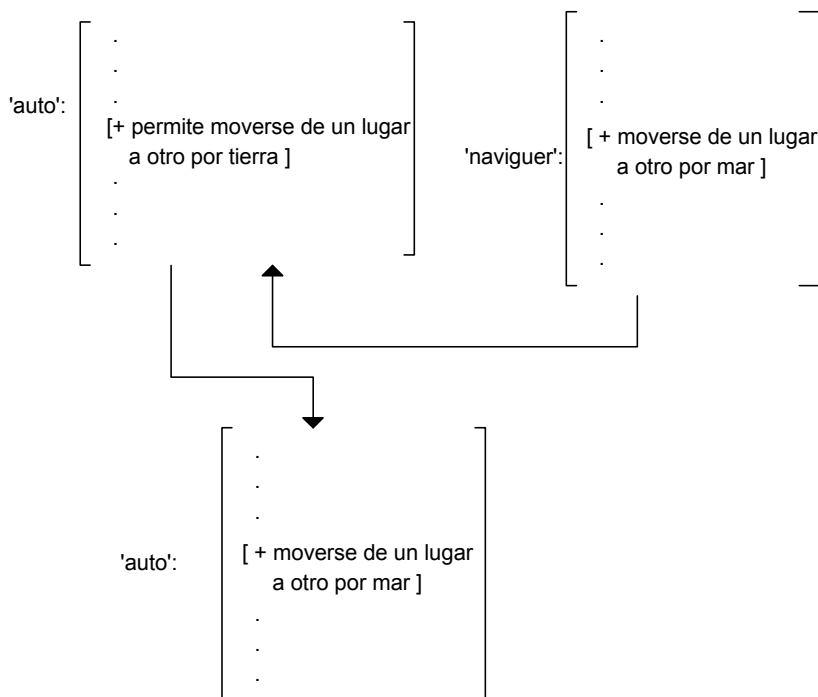 'auto':
[+ permite moverse de un lugar
a otro por tierra ]
'naviguer':
[ + moverse de un lugar
a otro por mar ]
'auto':
[ + moverse de un lugar
a otro por mar ]